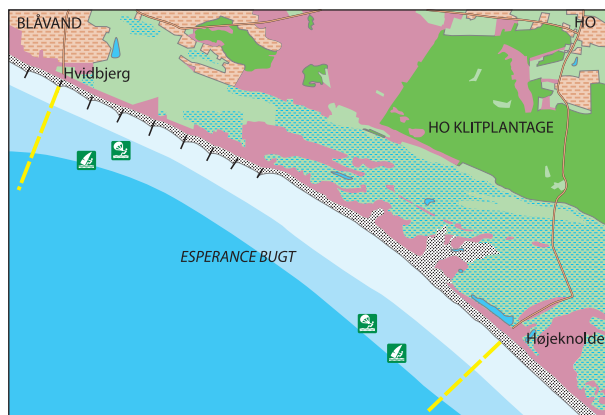 BLÅVAND
HO
Hvidbjerg
HO KLITPLANTAGE
ESPERANCE BUGT
Højeknolde